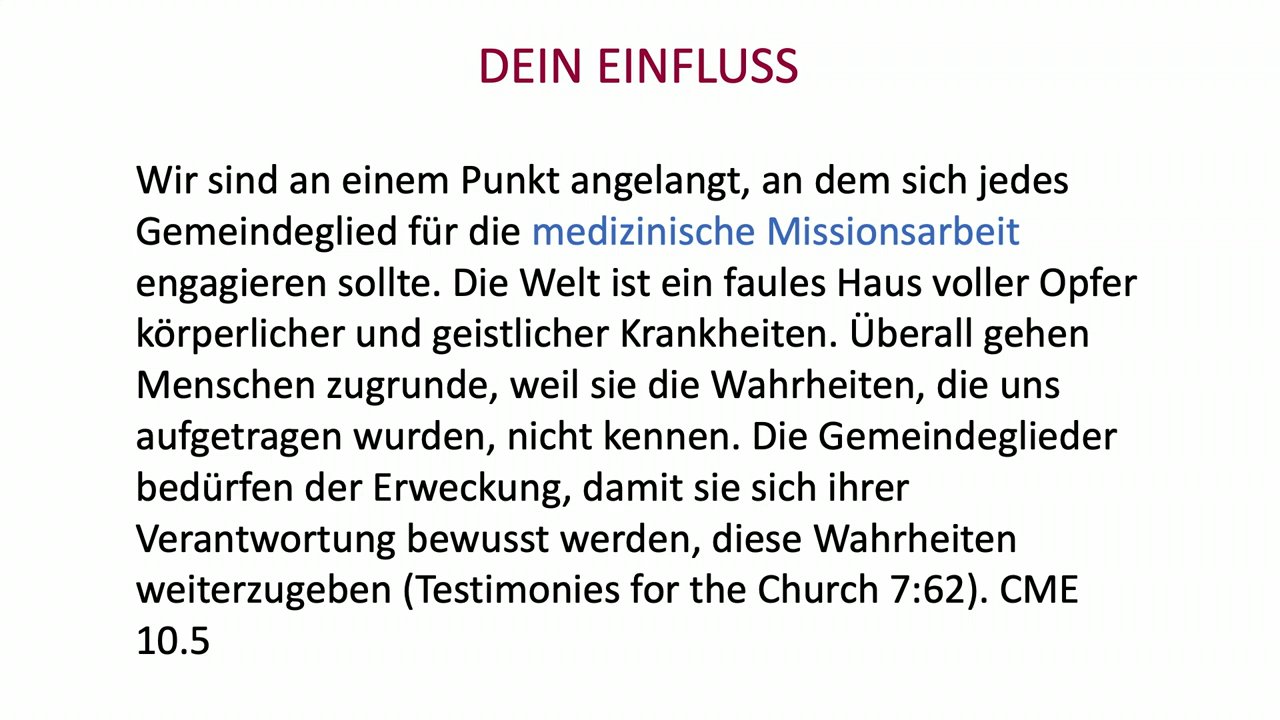 DEIN EINFLUSS
Wir sind an einem Punkt angelangt, an dem sich jedes
Gemeindeglied für die medizinische Missionsarbeit
engagieren sollte. Die Welt ist ein faules Haus voller Opfer
körperlicher und geistlicher Krankheiten. Überall gehen
Menschen zugrunde, weil sie die Wahrheiten, die uns
aufgetragen wurden, nicht kennen. Die Gemeindeglieder
bedürfen der Erweckung, damit sie sich ihrer
Verantwortung bewusst werden, diese Wahrheiten
weiterzugeben (Testimonies for the Church 7:62). CME
10.5